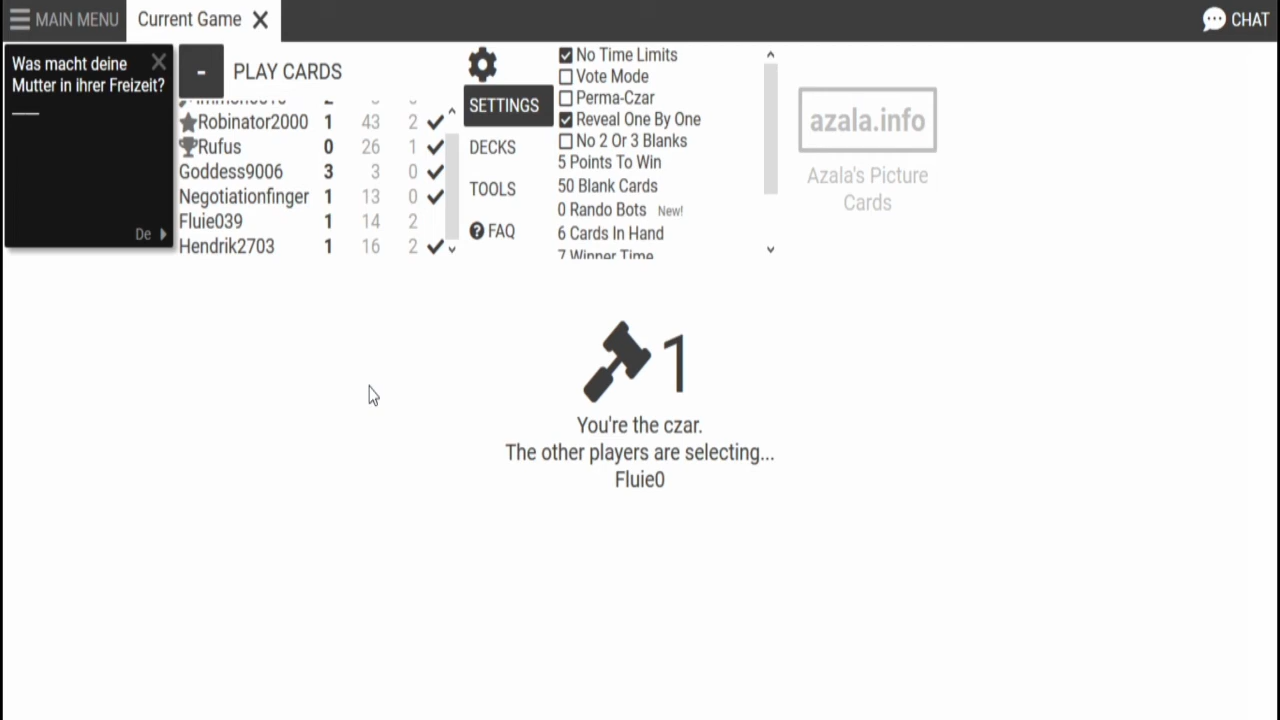 MAIN MENU
Current Game
CHAT
Was macht deine
Mutter in ihrer Freizeit?
____
De
-
PLAY CARDS
Robinator2000 1 43 2
Rufus 0 26 1
Goddess9006 3 3 0
Negotiationfinger 1 13 0
Fluie039 1 14 2
Hendrik2703 1 16 2
SETTINGS
DECKS
TOOLS
? FAQ
No Time Limits
Vote Mode
Perma-Czar
Reveal One By One
No 2 Or 3 Blanks
5 Points To Win
50 Blank Cards
0 Rando Bots New!
6 Cards In Hand
7 Winner Time
azala.info
Azala's Picture
Cards
1
You're the czar.
The other players are selecting...
Fluie0